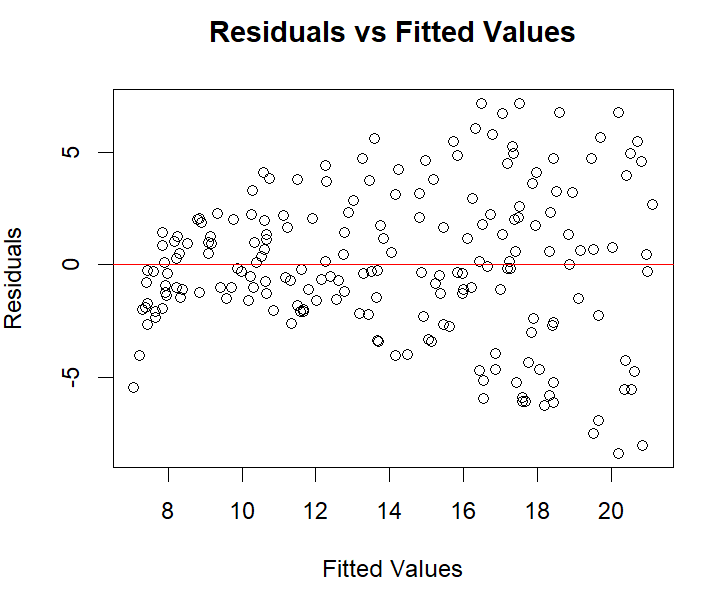 Residuals vs Fitted Values
Residuals
5
0
-5
8 10 12 14 16 18 20
Fitted Values